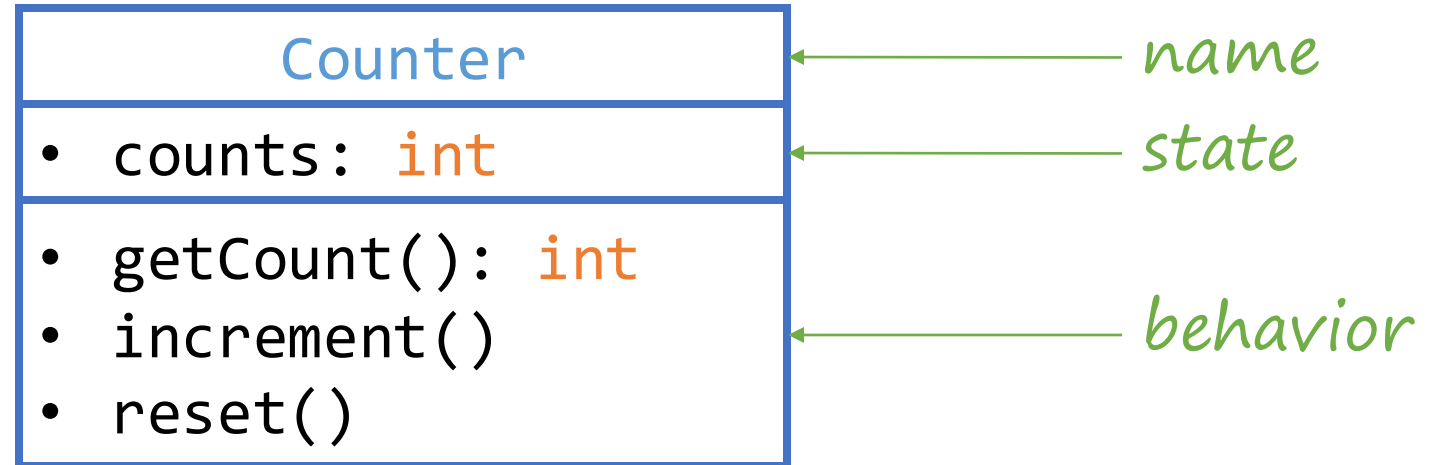 Counter
name
• counts: int
state
• getCount(): int
• increment()
behavior
• reset()